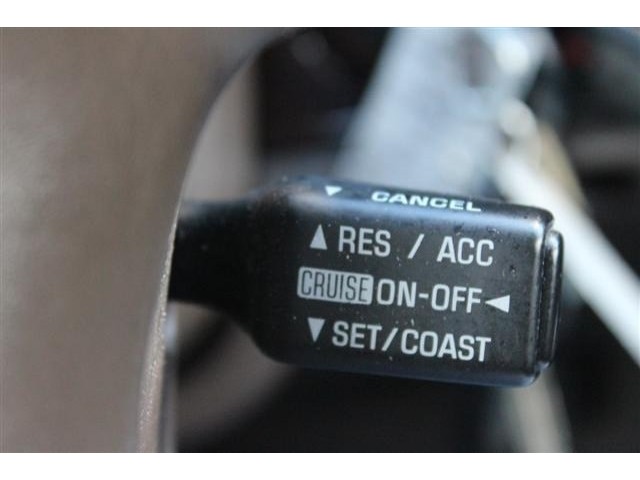 ▼ CANCEL
▲ RES / ACC
CRUISE ON-OFF ◄
▼ SET/COAST